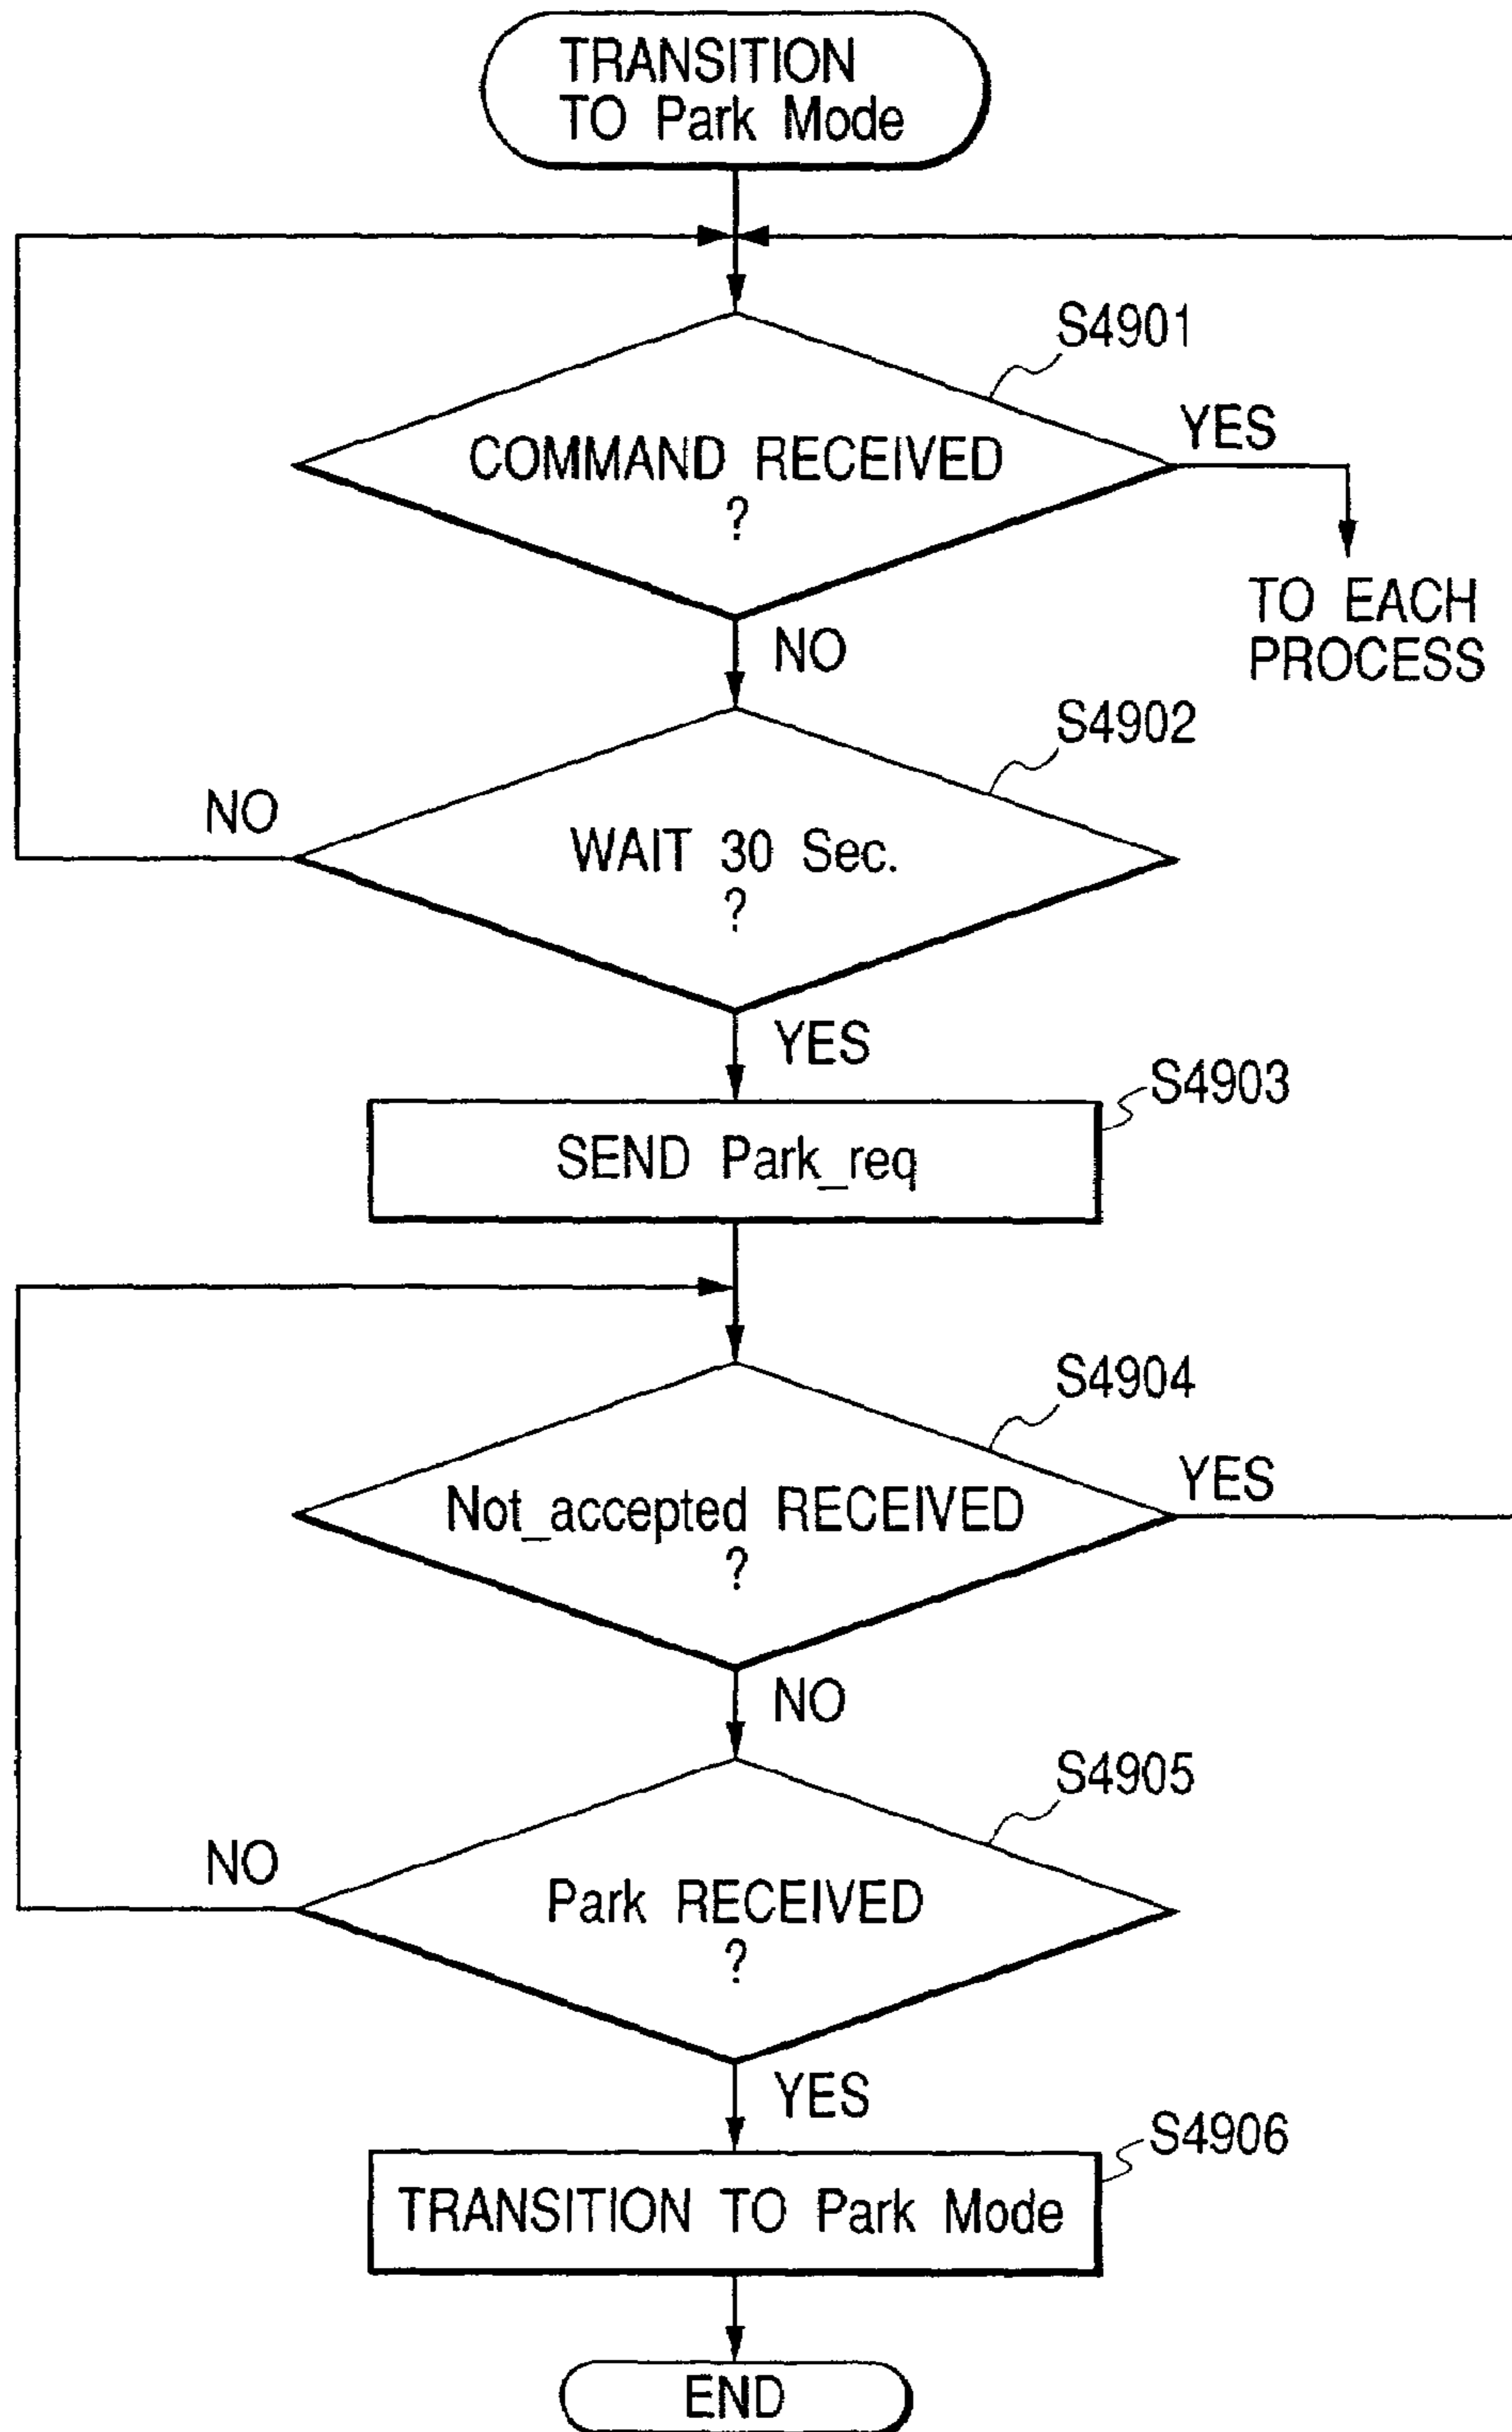 TRANSITION
TO Park Mode
S4901
COMMAND RECEIVED
?
YES
TO EACH
PROCESS
NO
S4902
WAIT 30 Sec.
?
NO
YES
S4903
SEND Park_req
S4904
Not_accepted RECEIVED
?
YES
NO
S4905
Park RECEIVED
?
NO
YES
S4906
TRANSITION TO Park Mode
END